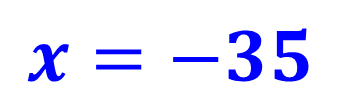 x = −35